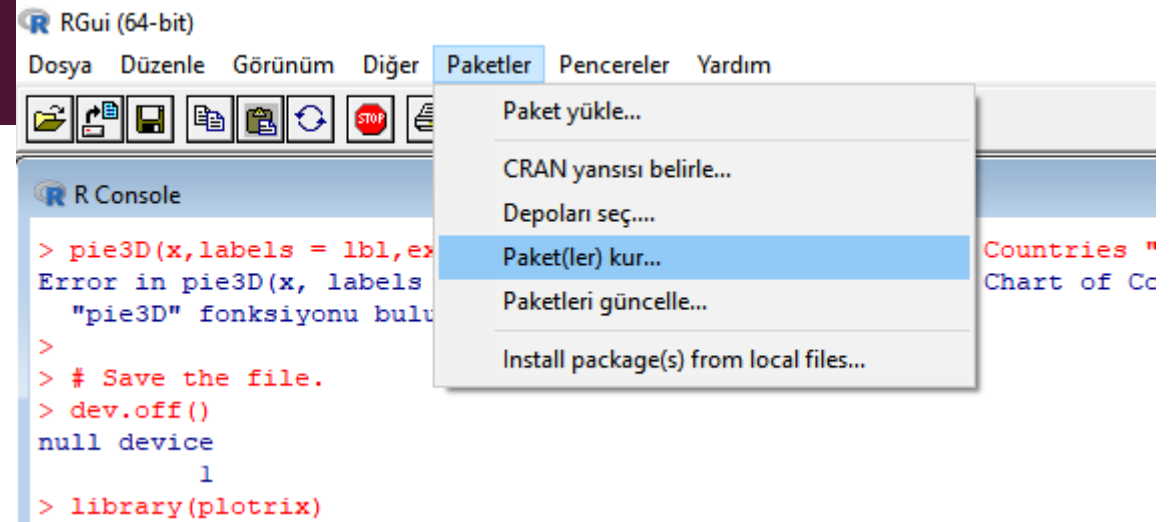 RGui (64-bit)
Dosya Düzenle Görünüm Diğer Paketler Pencereler Yardım
STOP
Paket yükle...
CRAN yansısı belirle...
Depoları seç....
Paket(ler) kur...
Paketleri güncelle...
Install package(s) from local files...
R Console
> pie3D(x,labels = lbl,ex Countries "
Error in pie3D(x, labels Chart of Co
"pie3D" fonksiyonu bulu
>
> # Save the file.
> dev.off()
null device
1
> library(plotrix)